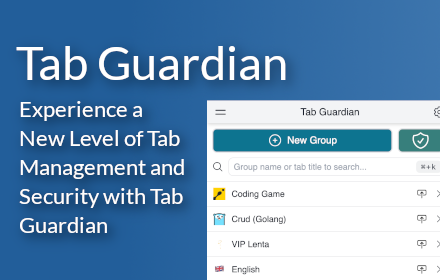 Tab Guardian
Experience a
New Level of Tab
Management and
Security with Tab
Guardian
Tab Guardian
New Group
Group name or tab title to search...
⌘+k
Coding Game
Crud (Golang)
VIP Lenta
English